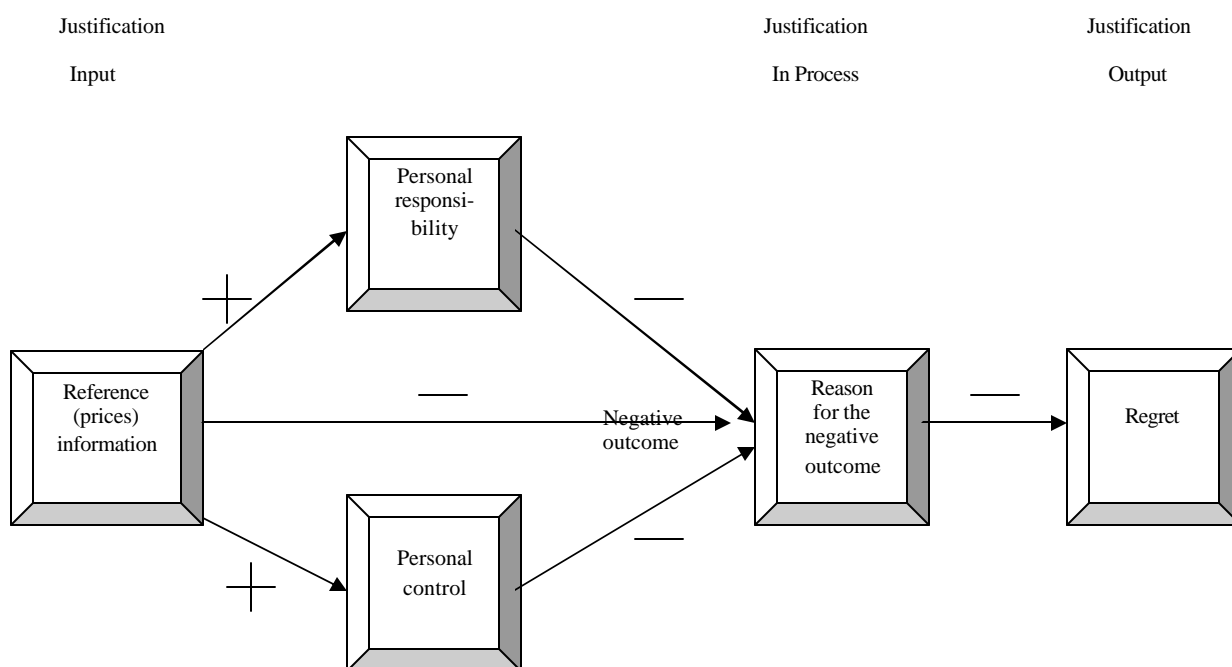 Justification
Input
Justification
In Process
Justification
Output
Personal
responsi-
bility
Reference
(prices)
information
Negative
outcome
Reason
for the
negative
outcome
Regret
Personal
control